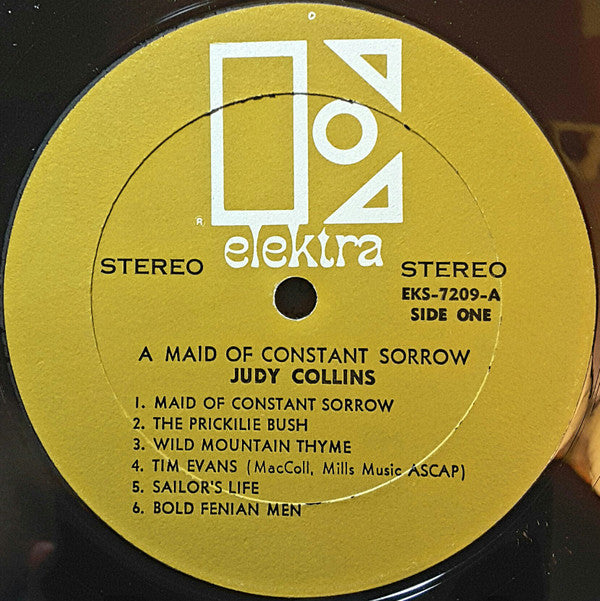 elektra
®
STEREO
STEREO
EKS-7209-A
SIDE ONE
A MAID OF CONSTANT SORROW
JUDY COLLINS
1. MAID OF CONSTANT SORROW
2. THE PRICKILIE BUSH
3. WILD MOUNTAIN THYME
4. TIM EVANS (MacColl, Mills Music ASCAP)
5. SAILOR'S LIFE
6. BOLD FENIAN MEN